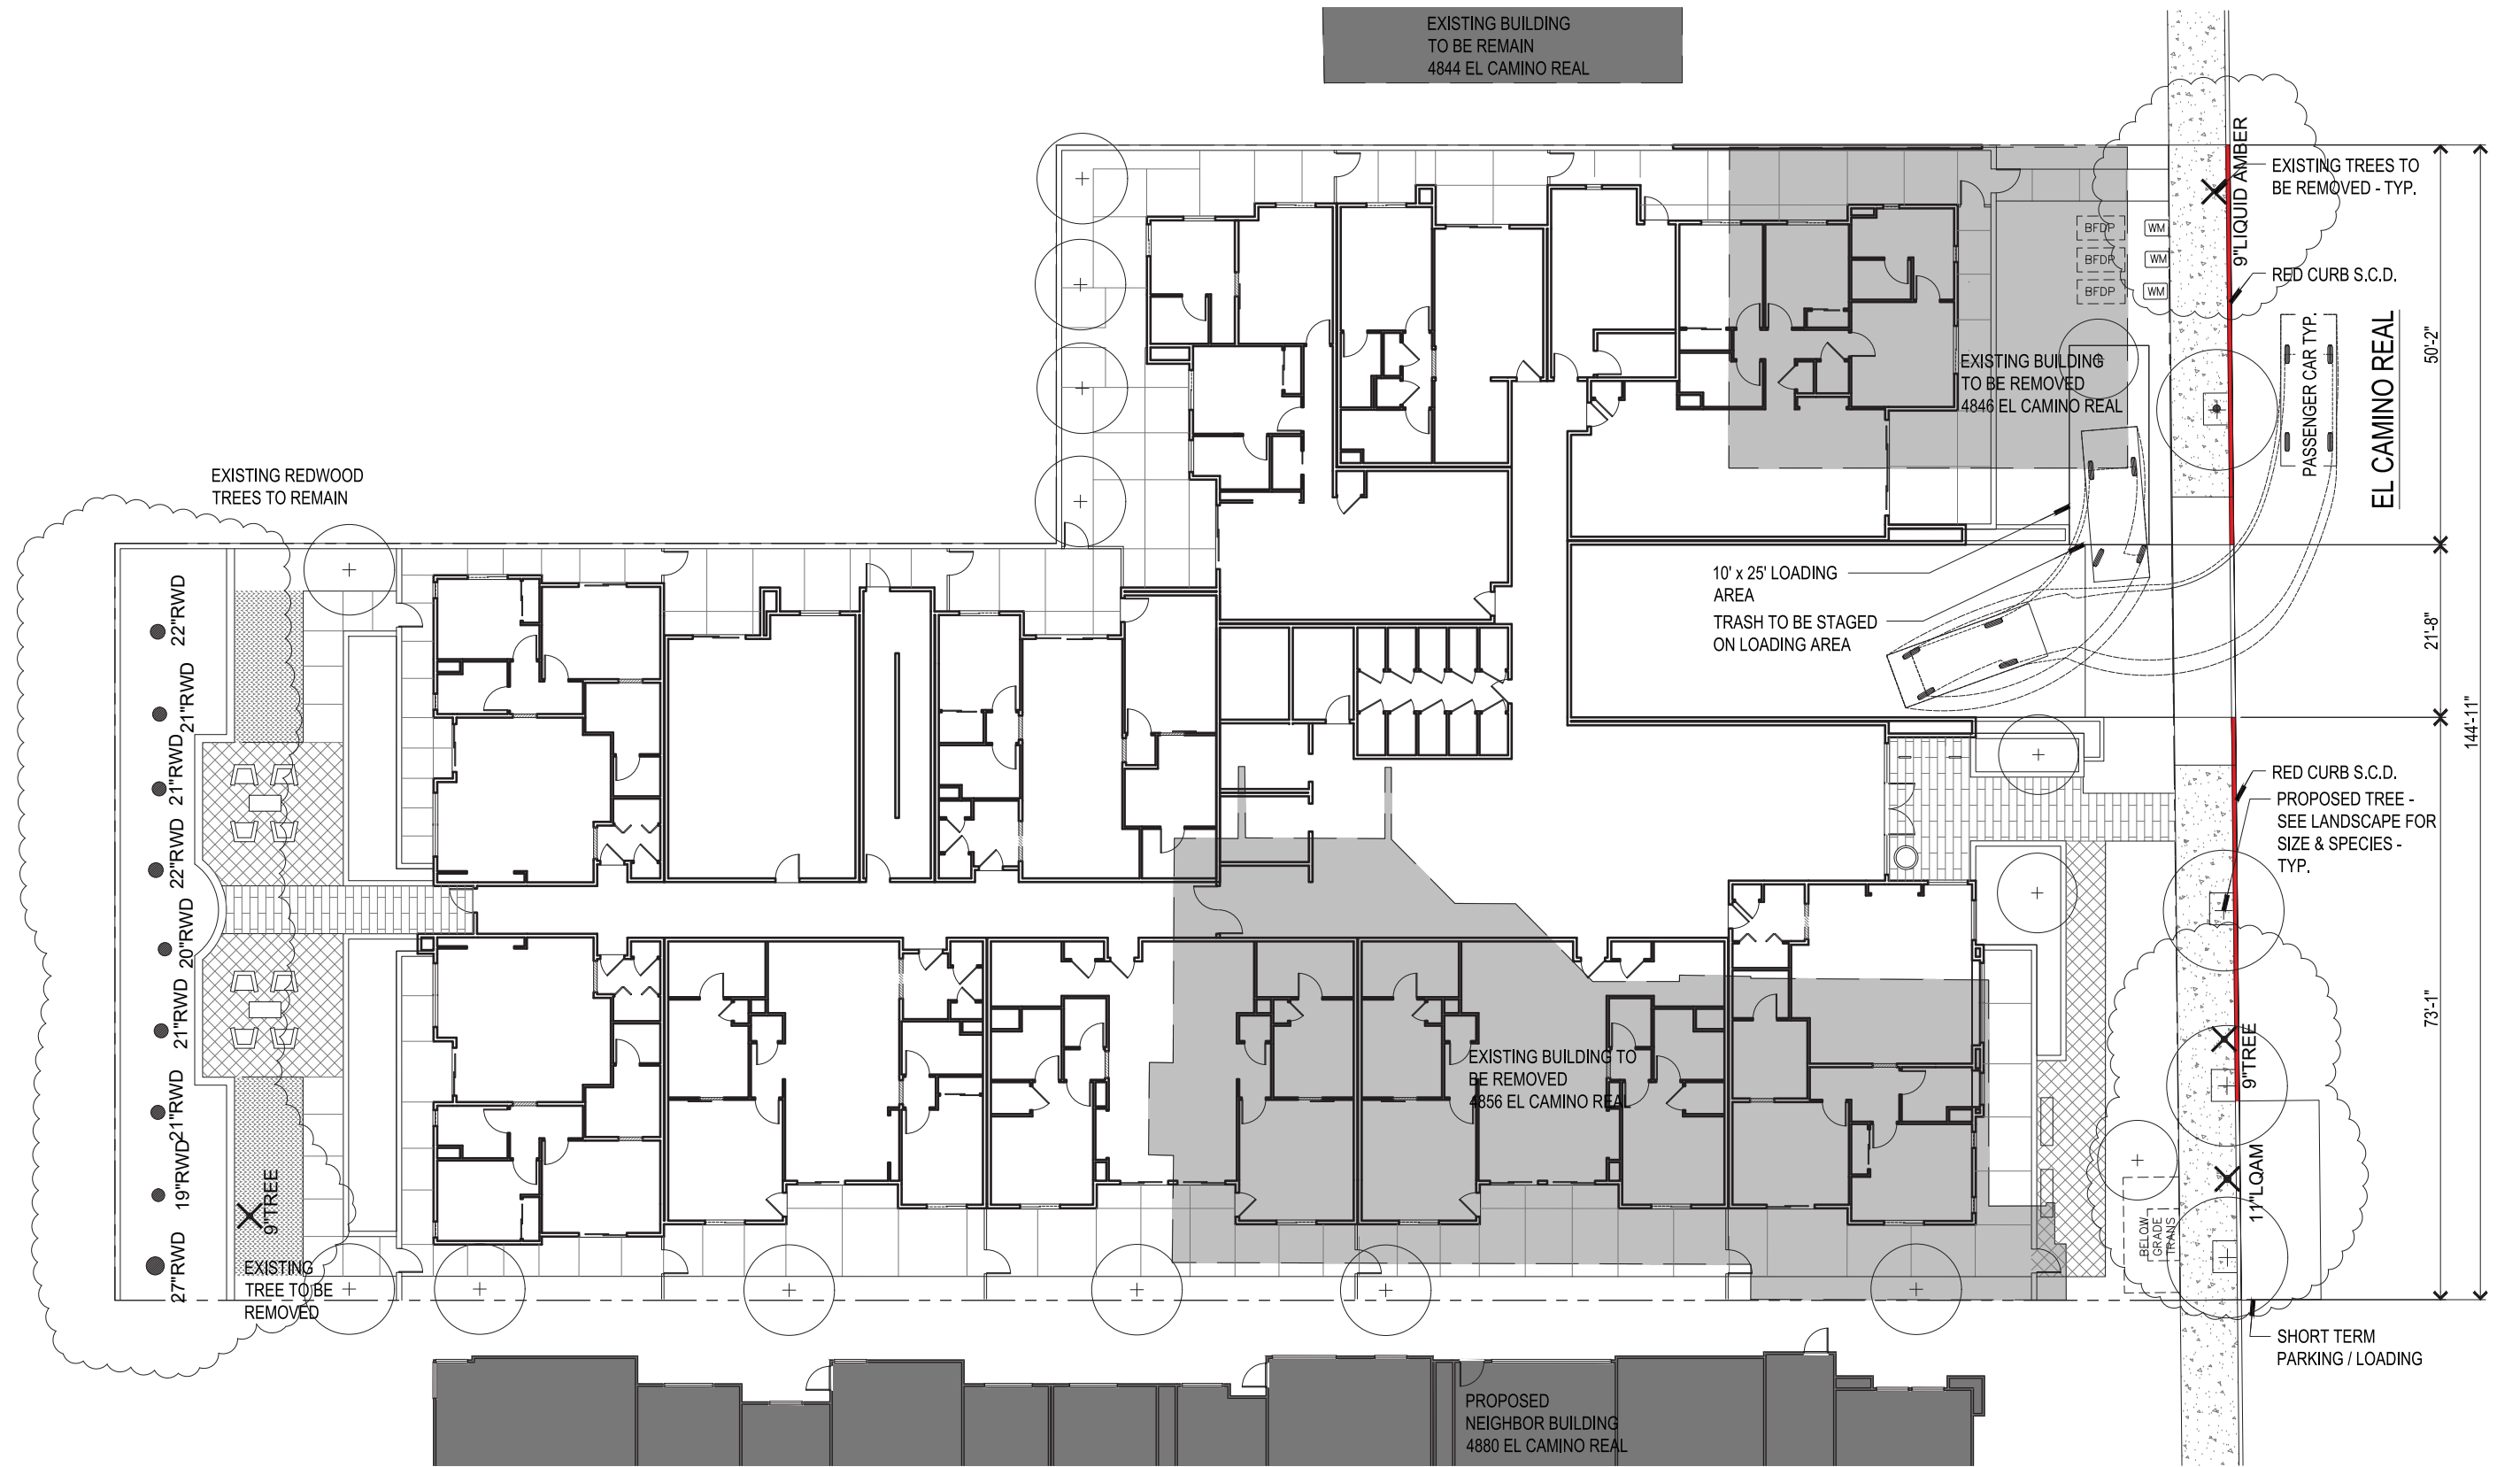 EXISTING BUILDING
TO BE REMAIN
4844 EL CAMINO REAL
9"LIQUID AMBER
EXISTING TREES TO
BE REMOVED - TYP.
BFDP
WM
BFDP
WM
BFDP
WM
RED CURB S.C.D.
PASSENGER CAR TYP.
EL CAMINO REAL
50'-2"
EXISTING BUILDING
TO BE REMOVED
4846 EL CAMINO REAL
EXISTING REDWOOD
TREES TO REMAIN
10' x 25' LOADING
AREA
TRASH TO BE STAGED
ON LOADING AREA
21'-8"
144'-11"
22"RWD
21"RWD
21"RWD
22"RWD
20"RWD
21"RWD
21"RWD
19"RWD
27"RWD
RED CURB S.C.D.
PROPOSED TREE -
SEE LANDSCAPE FOR
SIZE & SPECIES -
TYP.
73'-1"
9"TREE
EXISTING BUILDING TO
BE REMOVED
4856 EL CAMINO REAL
11"LQAM
BELOW
GRADE
TRANS
9"TREE
EXISTING
TREE TO BE
REMOVED
SHORT TERM
PARKING / LOADING
PROPOSED
NEIGHBOR BUILDING
4880 EL CAMINO REAL